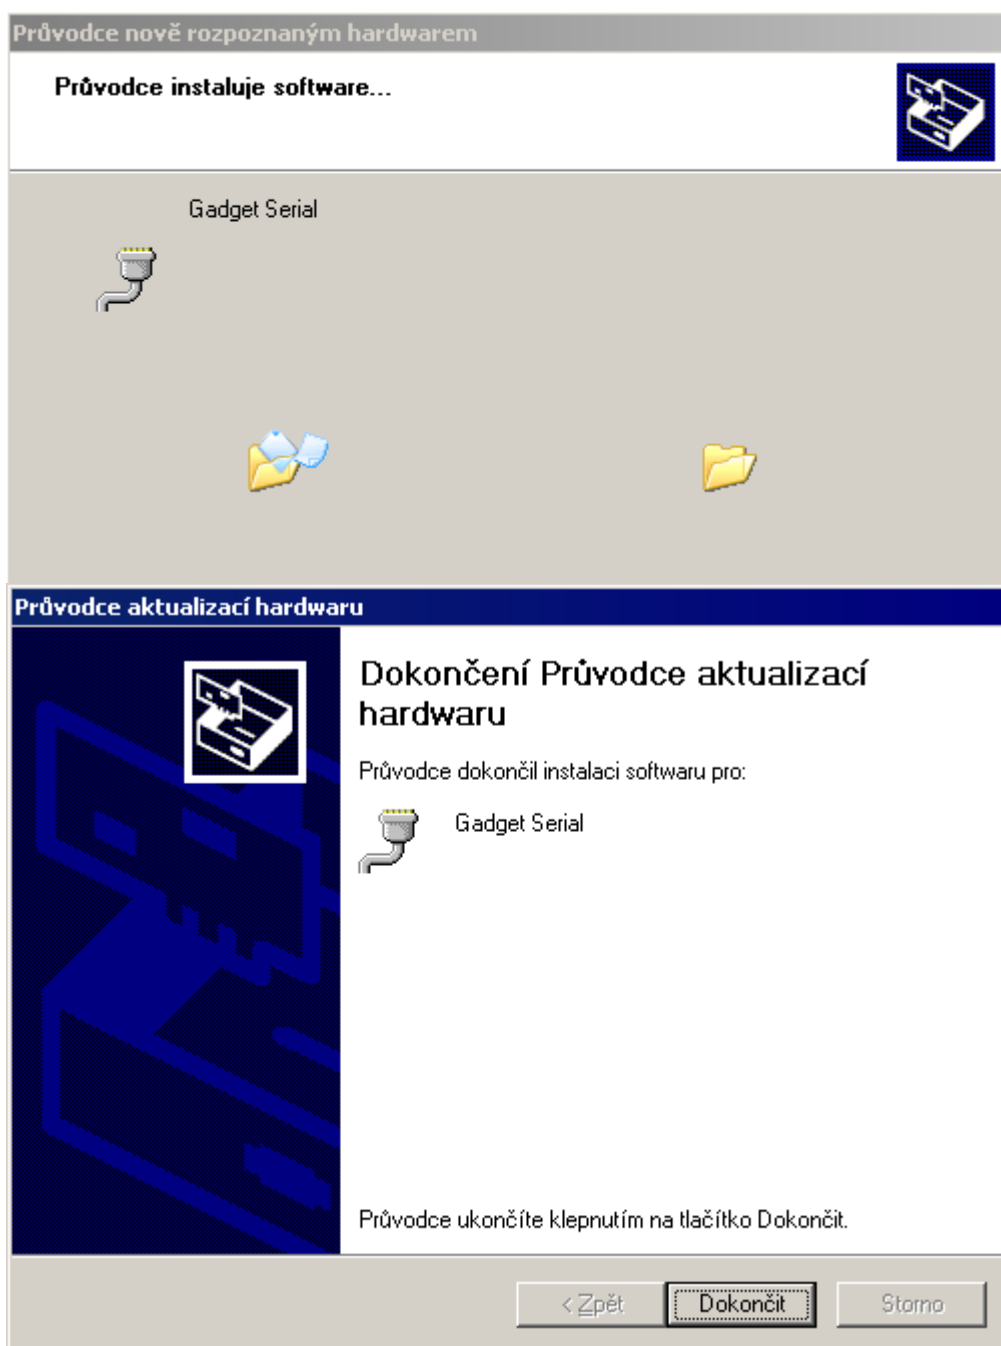 Průvodce nově rozpoznaným hardwarem
Průvodce instaluje software...
Gadget Serial
Průvodce aktualizací hardwaru
Dokončení Průvodce aktualizací
hardwaru
Průvodce dokončil instalaci softwaru pro:
Gadget Serial
Průvodce ukončíte klepnutím na tlačítko Dokončit.
< Zpět
Dokončit
Storno